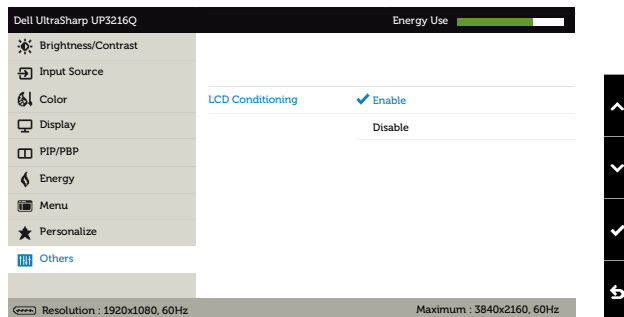 Dell UltraSharp UP3216Q Energy Use
Brightness/Contrast
Input Source
Color LCD Conditioning Enable
Display Disable
PIP/PBP
Energy
Menu
Personalize
Others
Resolution : 1920x1080, 60Hz Maximum : 3840x2160, 60Hz